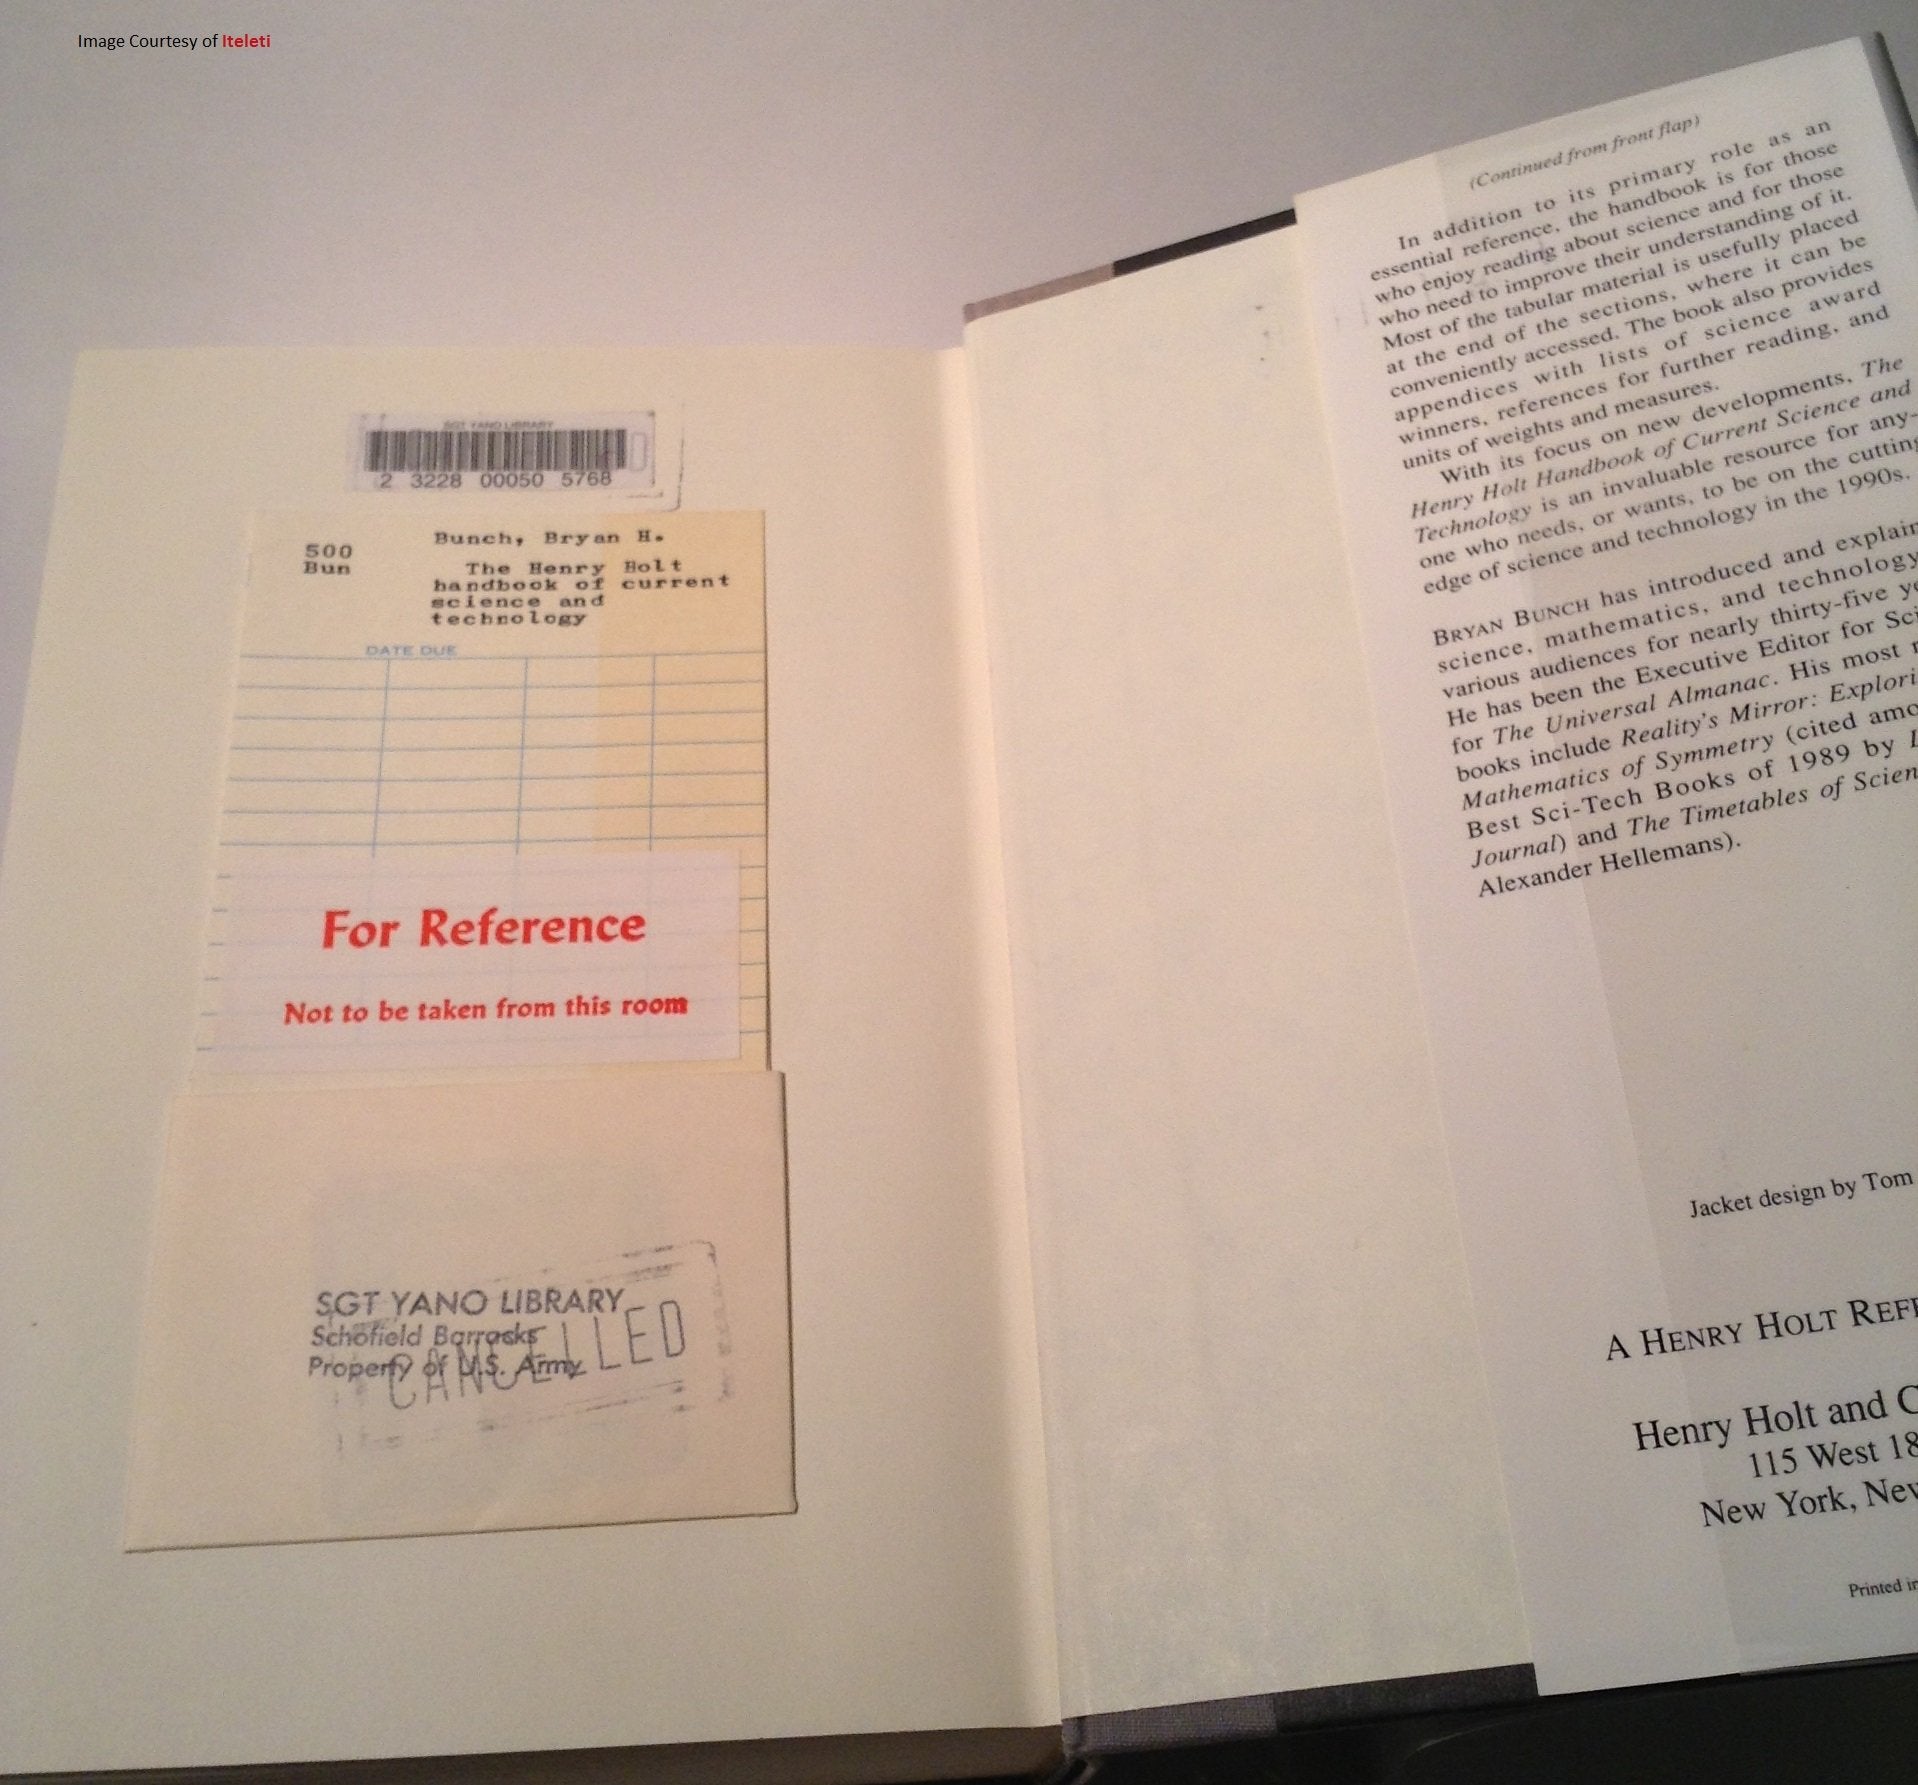 Image Courtesy of Iteleti
SGT YANO LIBRARY
2 3228 00050 5768
500
Bun
Bunch, Bryan H.
The Henry Holt
handbook of current
science and
technology
DATE DUE
For Reference
Not to be taken from this room
SGT YANO LIBRARY
Schofield Barracks
Property of U.S. Army
CANCELLED
(Continued from front flap)
In addition to its primary role as an
essential reference, the handbook is for those
who enjoy reading about science and for those
who need to improve their understanding of it.
Most of the tabular material is usefully placed
at the end of the sections, where it can be
conveniently accessed. The book also provides
appendices with lists of science award
winners, references for further reading, and
units of weights and measures.
With its focus on new developments, The
Henry Holt Handbook of Current Science and
Technology is an invaluable resource for any-
one who needs, or wants, to be on the cutting
edge of science and technology in the 1990s.
BRYAN BUNCH has introduced and explain
science, mathematics, and technology
various audiences for nearly thirty-five ye
He has been the Executive Editor for Sci
for The Universal Almanac. His most r
books include Reality's Mirror: Explori
Mathematics of Symmetry (cited amo
Best Sci-Tech Books of 1989 by L
Journal) and The Timetables of Scien
Alexander Hellemans).
Jacket design by Tom
A HENRY HOLT REFE
Henry Holt and C
115 West 18
New York, New
Printed in